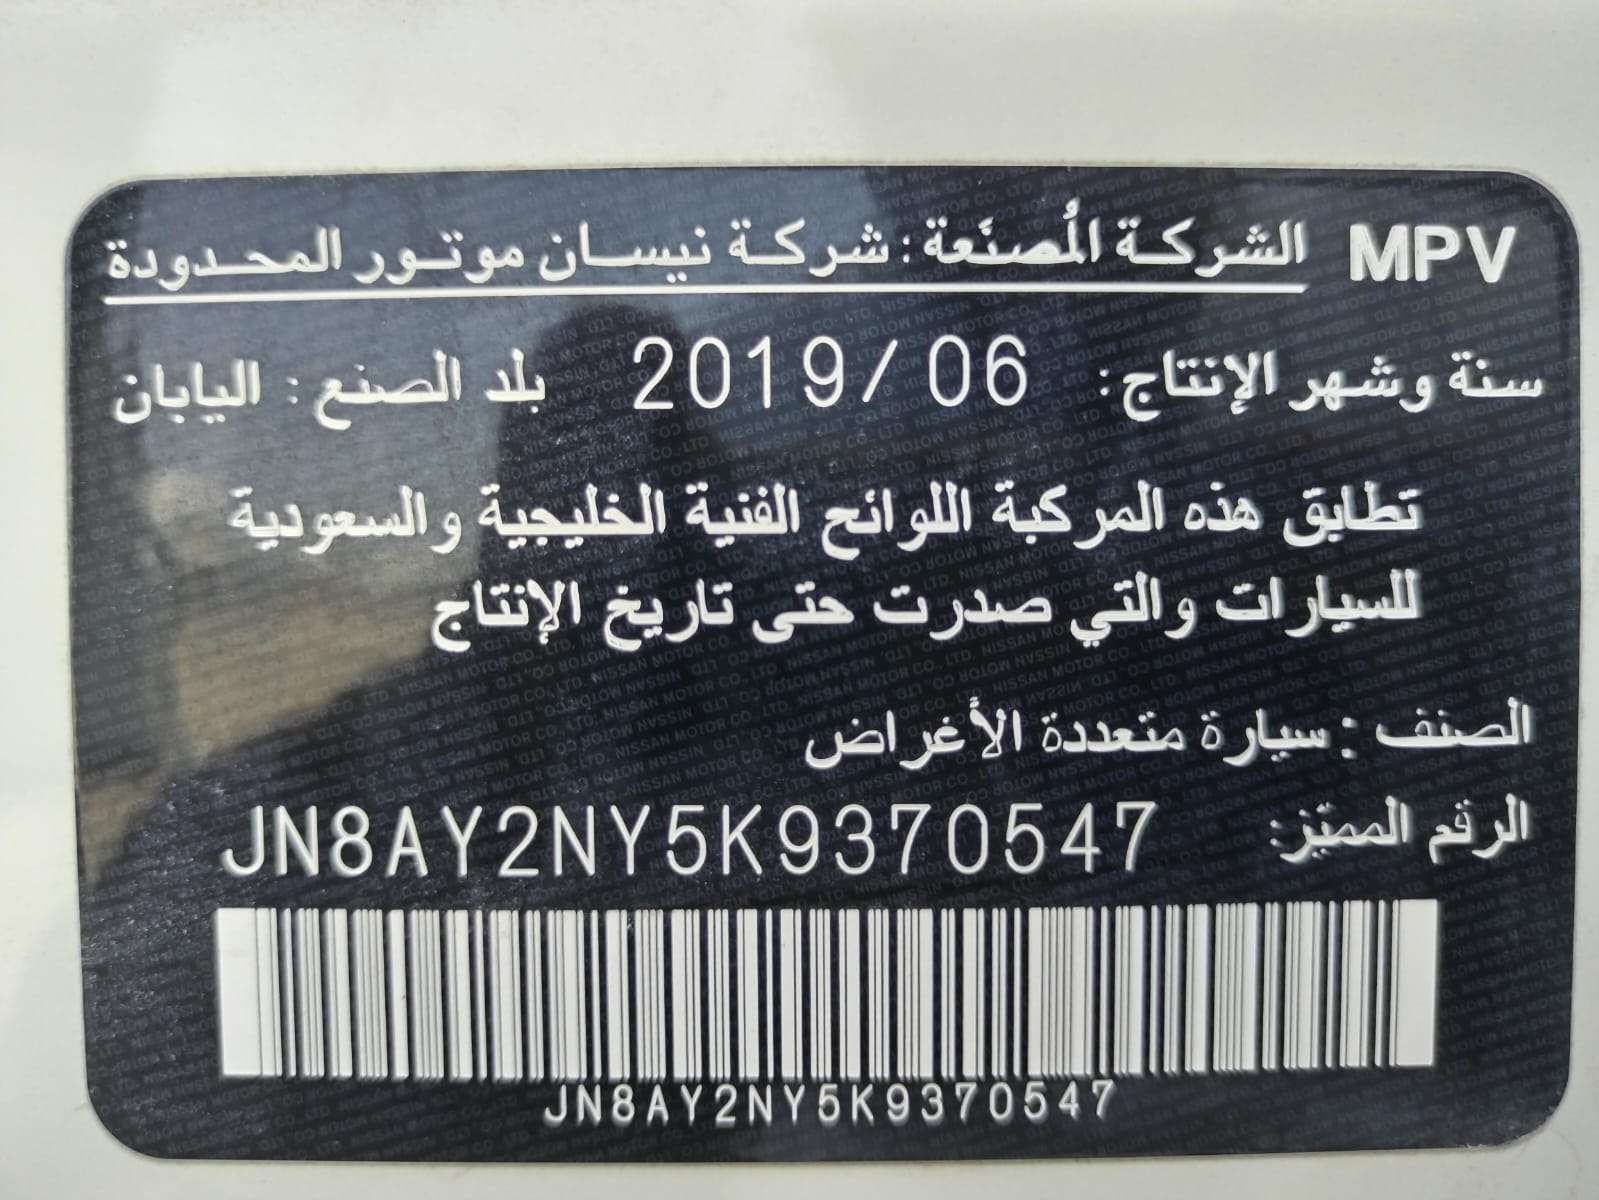 MPV الشركة المُصنَعة : شركة نيسان موتور المحدودة
سنة وشهر الإنتاج: 2019/06 بلد الصنع : اليابان
تطابق هذه المركبة اللوائح الفنية الخليجية والسعودية
للسيارات والتي صدرت حتى تاريخ الإنتاج
الصنف : سيارة متعددة الأغراض
الرقم المميّز: JN8AY2NY5K9370547
JN8AY2NY5K9370547